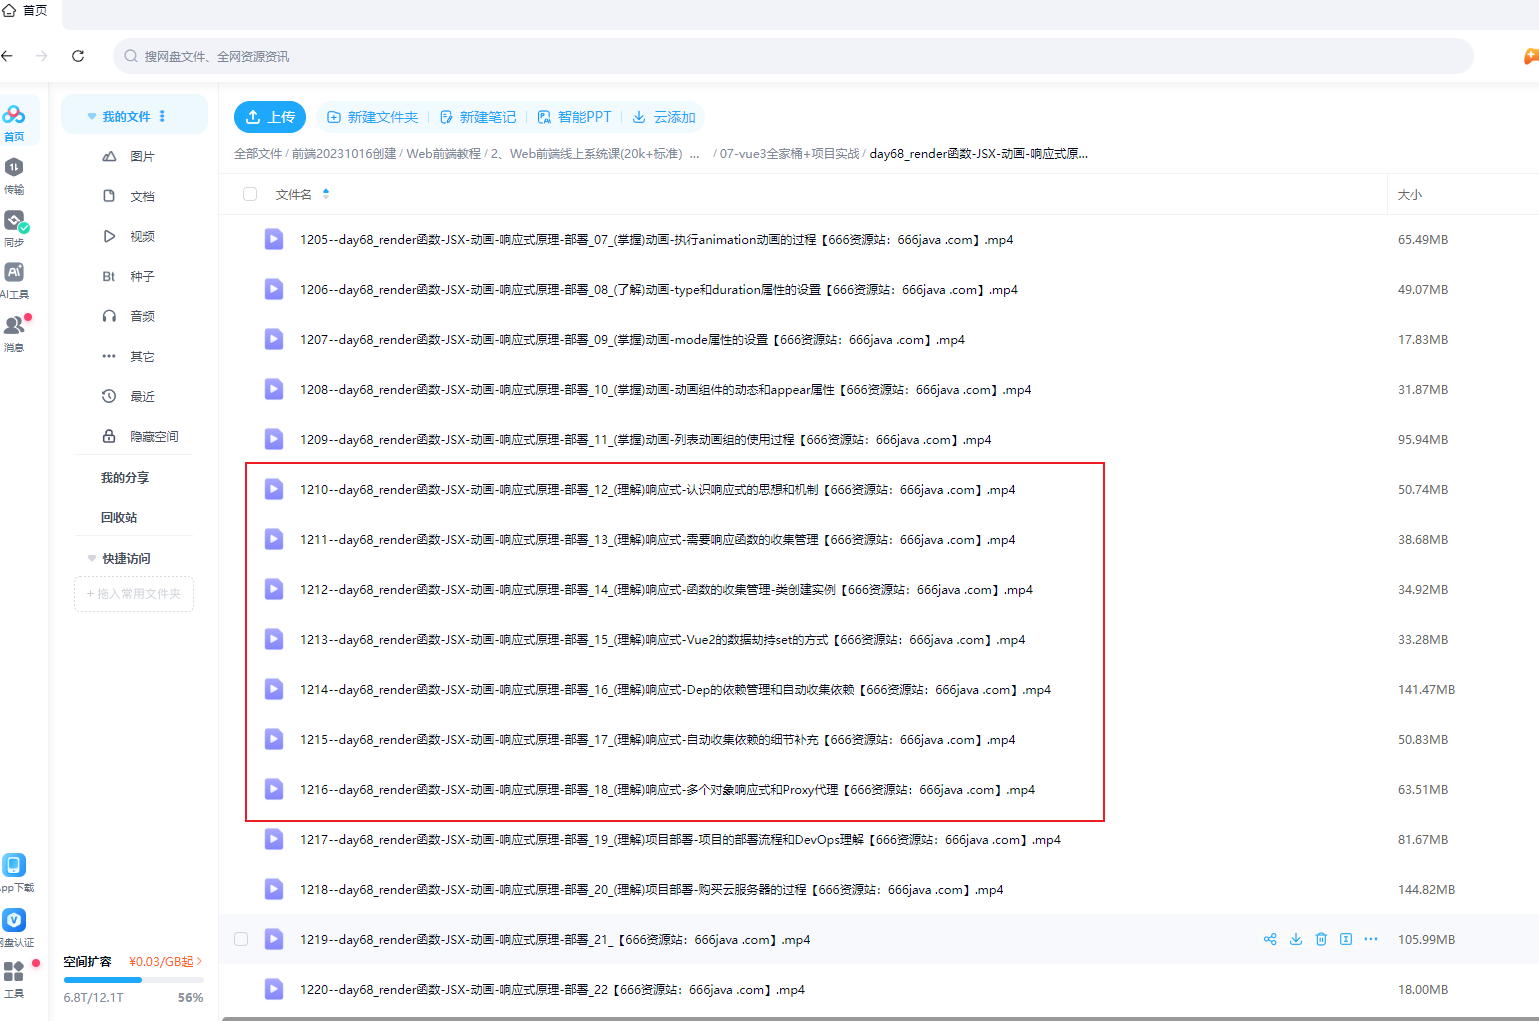 首页
搜网盘文件、全网资源资讯
首页
传输
同步
AI工具
消息
App下载
网盘认证
工具
我的文件
图片
文档
视频
Bt 种子
音频
其它
最近
隐藏空间
我的分享
回收站
快捷访问
+ 拖入常用文件夹
空间扩容 ¥0.03/GB起 >
6.8T/12.1T 56%
上传 新建文件夹 新建笔记 智能PPT 云添加
全部文件 / 前端20231016创建 / Web前端教程 / 2、Web前端线上系统课(20k+标准) ... / 07-vue3全家桶+项目实战 / day68_render函数-JSX-动画-响应式原...
文件名 大小
1205--day68_render函数-JSX-动画-响应式原理-部署_07_(掌握)动画-执行animation动画的过程【666资源站：666java .com】.mp4 65.49MB
1206--day68_render函数-JSX-动画-响应式原理-部署_08_(了解)动画-type和duration属性的设置【666资源站：666java .com】.mp4 49.07MB
1207--day68_render函数-JSX-动画-响应式原理-部署_09_(掌握)动画-mode属性的设置【666资源站：666java .com】.mp4 17.83MB
1208--day68_render函数-JSX-动画-响应式原理-部署_10_(掌握)动画-动画组件的动态和appear属性【666资源站：666java .com】.mp4 31.87MB
1209--day68_render函数-JSX-动画-响应式原理-部署_11_(掌握)动画-列表动画组的使用过程【666资源站：666java .com】.mp4 95.94MB
1210--day68_render函数-JSX-动画-响应式原理-部署_12_(理解)响应式-认识响应式的思想和机制【666资源站：666java .com】.mp4 50.74MB
1211--day68_render函数-JSX-动画-响应式原理-部署_13_(理解)响应式-需要响应函数的收集管理【666资源站：666java .com】.mp4 38.68MB
1212--day68_render函数-JSX-动画-响应式原理-部署_14_(理解)响应式-函数的收集管理-类创建实例【666资源站：666java .com】.mp4 34.92MB
1213--day68_render函数-JSX-动画-响应式原理-部署_15_(理解)响应式-Vue2的数据劫持set的方式【666资源站：666java .com】.mp4 33.28MB
1214--day68_render函数-JSX-动画-响应式原理-部署_16_(理解)响应式-Dep的依赖管理和自动收集依赖【666资源站：666java .com】.mp4 141.47MB
1215--day68_render函数-JSX-动画-响应式原理-部署_17_(理解)响应式-自动收集依赖的细节补充【666资源站：666java .com】.mp4 50.83MB
1216--day68_render函数-JSX-动画-响应式原理-部署_18_(理解)响应式-多个对象响应式和Proxy代理【666资源站：666java .com】.mp4 63.51MB
1217--day68_render函数-JSX-动画-响应式原理-部署_19_(理解)项目部署-项目的部署流程和DevOps理解【666资源站：666java .com】.mp4 81.67MB
1218--day68_render函数-JSX-动画-响应式原理-部署_20_(理解)项目部署-购买云服务器的过程【666资源站：666java .com】.mp4 144.82MB
1219--day68_render函数-JSX-动画-响应式原理-部署_21_【666资源站：666java .com】.mp4 105.99MB
1220--day68_render函数-JSX-动画-响应式原理-部署_22【666资源站：666java .com】.mp4 18.00MB